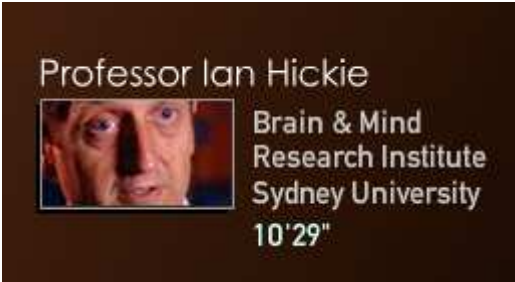 Professor Ian Hickie
Brain & Mind
Research Institute
Sydney University
10'29"